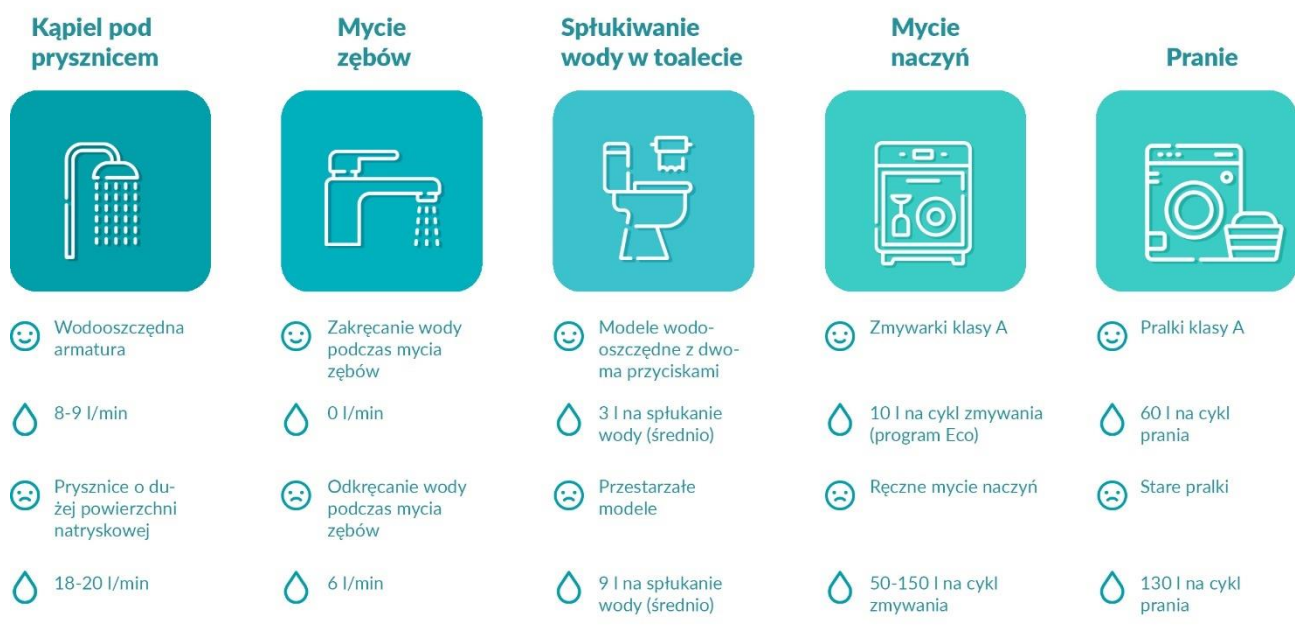 Kąpiel pod
prysznicem
Wodooszczędna
armatura
8-9 l/min
Prysznice o du-
żej powierzchni
natryskowej
18-20 l/min
Mycie
zębów
Zakręcanie wody
podczas mycia
zębów
0 l/min
Odkręcanie wody
podczas mycia
zębów
6 l/min
Spłukiwanie
wody w toalecie
Modele wodo-
oszczędne z dwo-
ma przyciskami
3 l na spłukanie
wody (średnio)
Przestarzałe
modele
9 l na spłukanie
wody (średnio)
Mycie
naczyń
Zmywarki klasy A
10 l na cykl zmywania
(program Eco)
Ręczne mycie naczyń
50-150 l na cykl
zmywania
Pranie
Pralki klasy A
60 l na cykl
prania
Stare pralki
130 l na cykl
prania